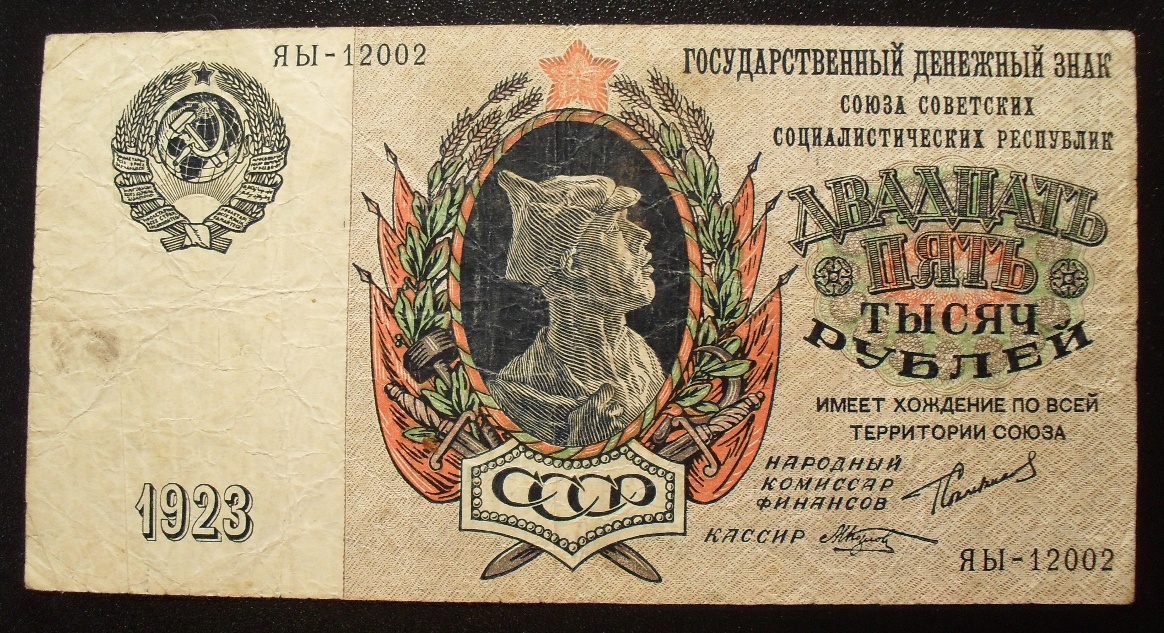 ЯЫ-12002
ГОСУДАРСТВЕННЫЙ ДЕНЕЖНЫЙ ЗНАК
СОЮЗА СОВЕТСКИХ
СОЦИАЛИСТИЧЕСКИХ РЕСПУБЛИК
ДВАДЦАТЬ
ПЯТЬ
ТЫСЯЧ
РУБЛЕЙ
ИМЕЕТ ХОЖДЕНИЕ ПО ВСЕЙ
ТЕРРИТОРИИ СОЮЗА
НАРОДНЫЙ
КОМИССАР
ФИНАНСОВ
КАССИР
1923
СССР
ЯЫ-12002